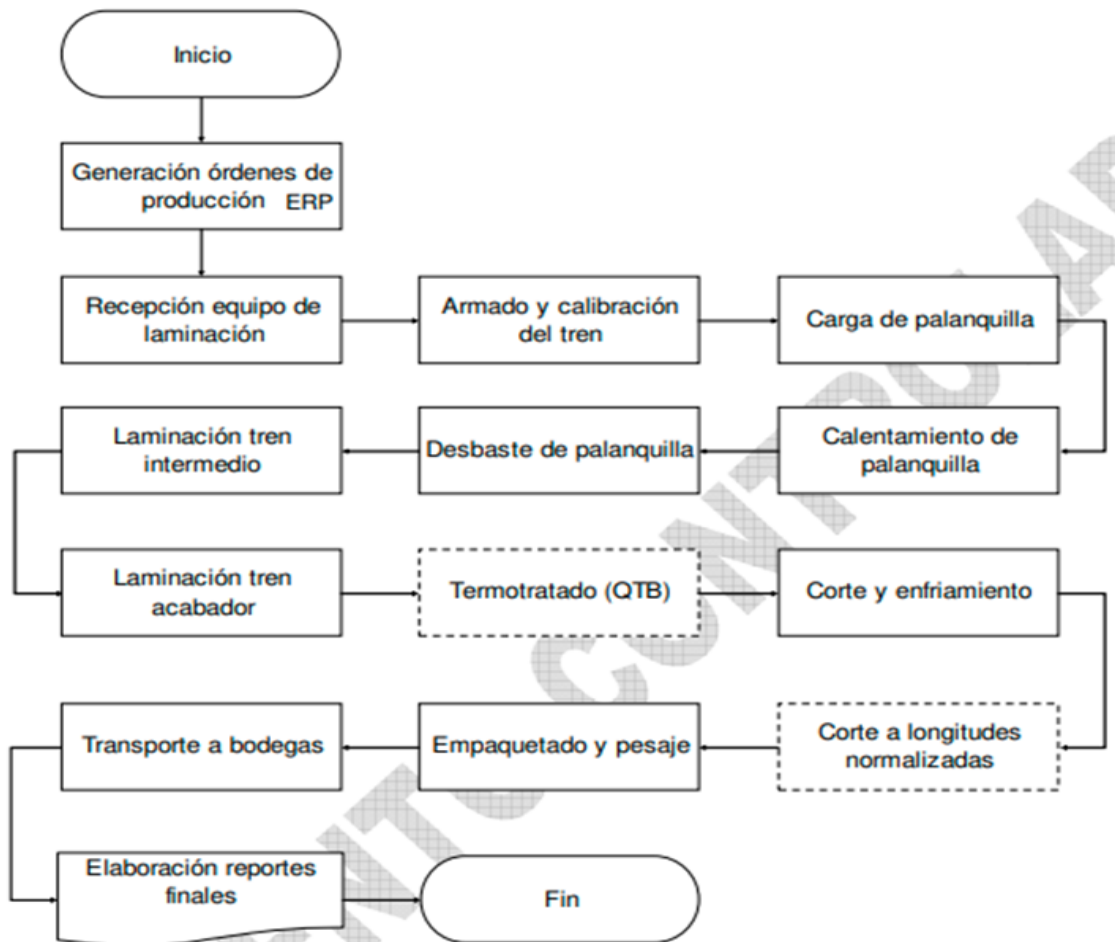 Inicio
Generación órdenes de
producción ERP
Recepción equipo de
laminación
Armado y calibración
del tren
Carga de palanquilla
Calentamiento de
palanquilla
Desbaste de palanquilla
Laminación tren
intermedio
Laminación tren
acabador
Termotratado (QTB)
Corte y enfriamiento
Corte a longitudes
normalizadas
Empaquetado y pesaje
Transporte a bodegas
Elaboración reportes
finales
Fin